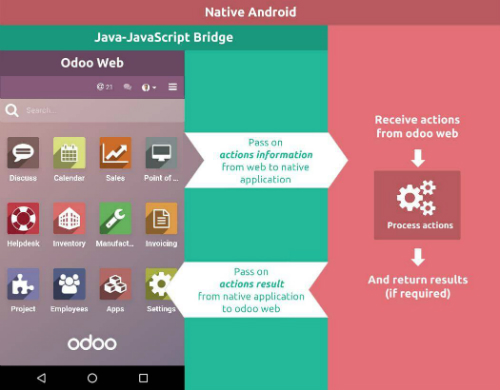 Native Android
Java-JavaScript Bridge
Odoo Web
@ 21
Search...
Discuss
Calendar
Sales
Point of ...
Helpdesk
Inventory
Manufact...
Invoicing
Project
Employees
Apps
Settings
odoo
Pass on
actions information
from web to native
application
Pass on
actions result
from native application
to odoo web
Receive actions
from odoo web
Process actions
And return results
(if required)